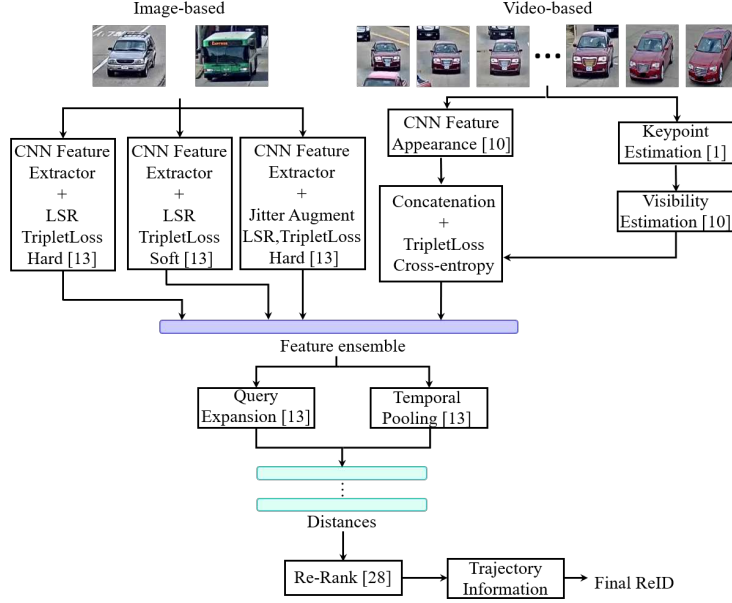 Image-based
Video-based
CNN Feature
Extractor
+
LSR
TripletLoss
Hard [13]
CNN Feature
Extractor
+
LSR
TripletLoss
Soft [13]
CNN Feature
Extractor
+
Jitter Augment
LSR,TripletLoss
Hard [13]
CNN Feature
Appearance [10]
Concatenation
+
TripletLoss
Cross-entropy
Keypoint
Estimation [1]
Visibility
Estimation [10]
Feature ensemble
Query
Expansion [13]
Temporal
Pooling [13]
Distances
Re-Rank [28]
Trajectory
Information
Final ReID